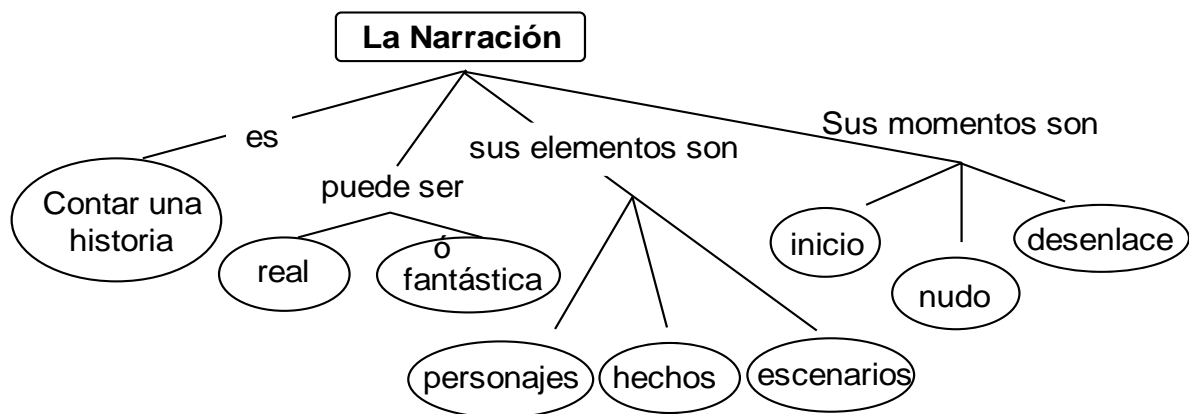 La Narración
es
Contar una
historia
puede ser
real
ó
fantástica
sus elementos son
personajes
hechos
escenarios
Sus momentos son
inicio
nudo
desenlace